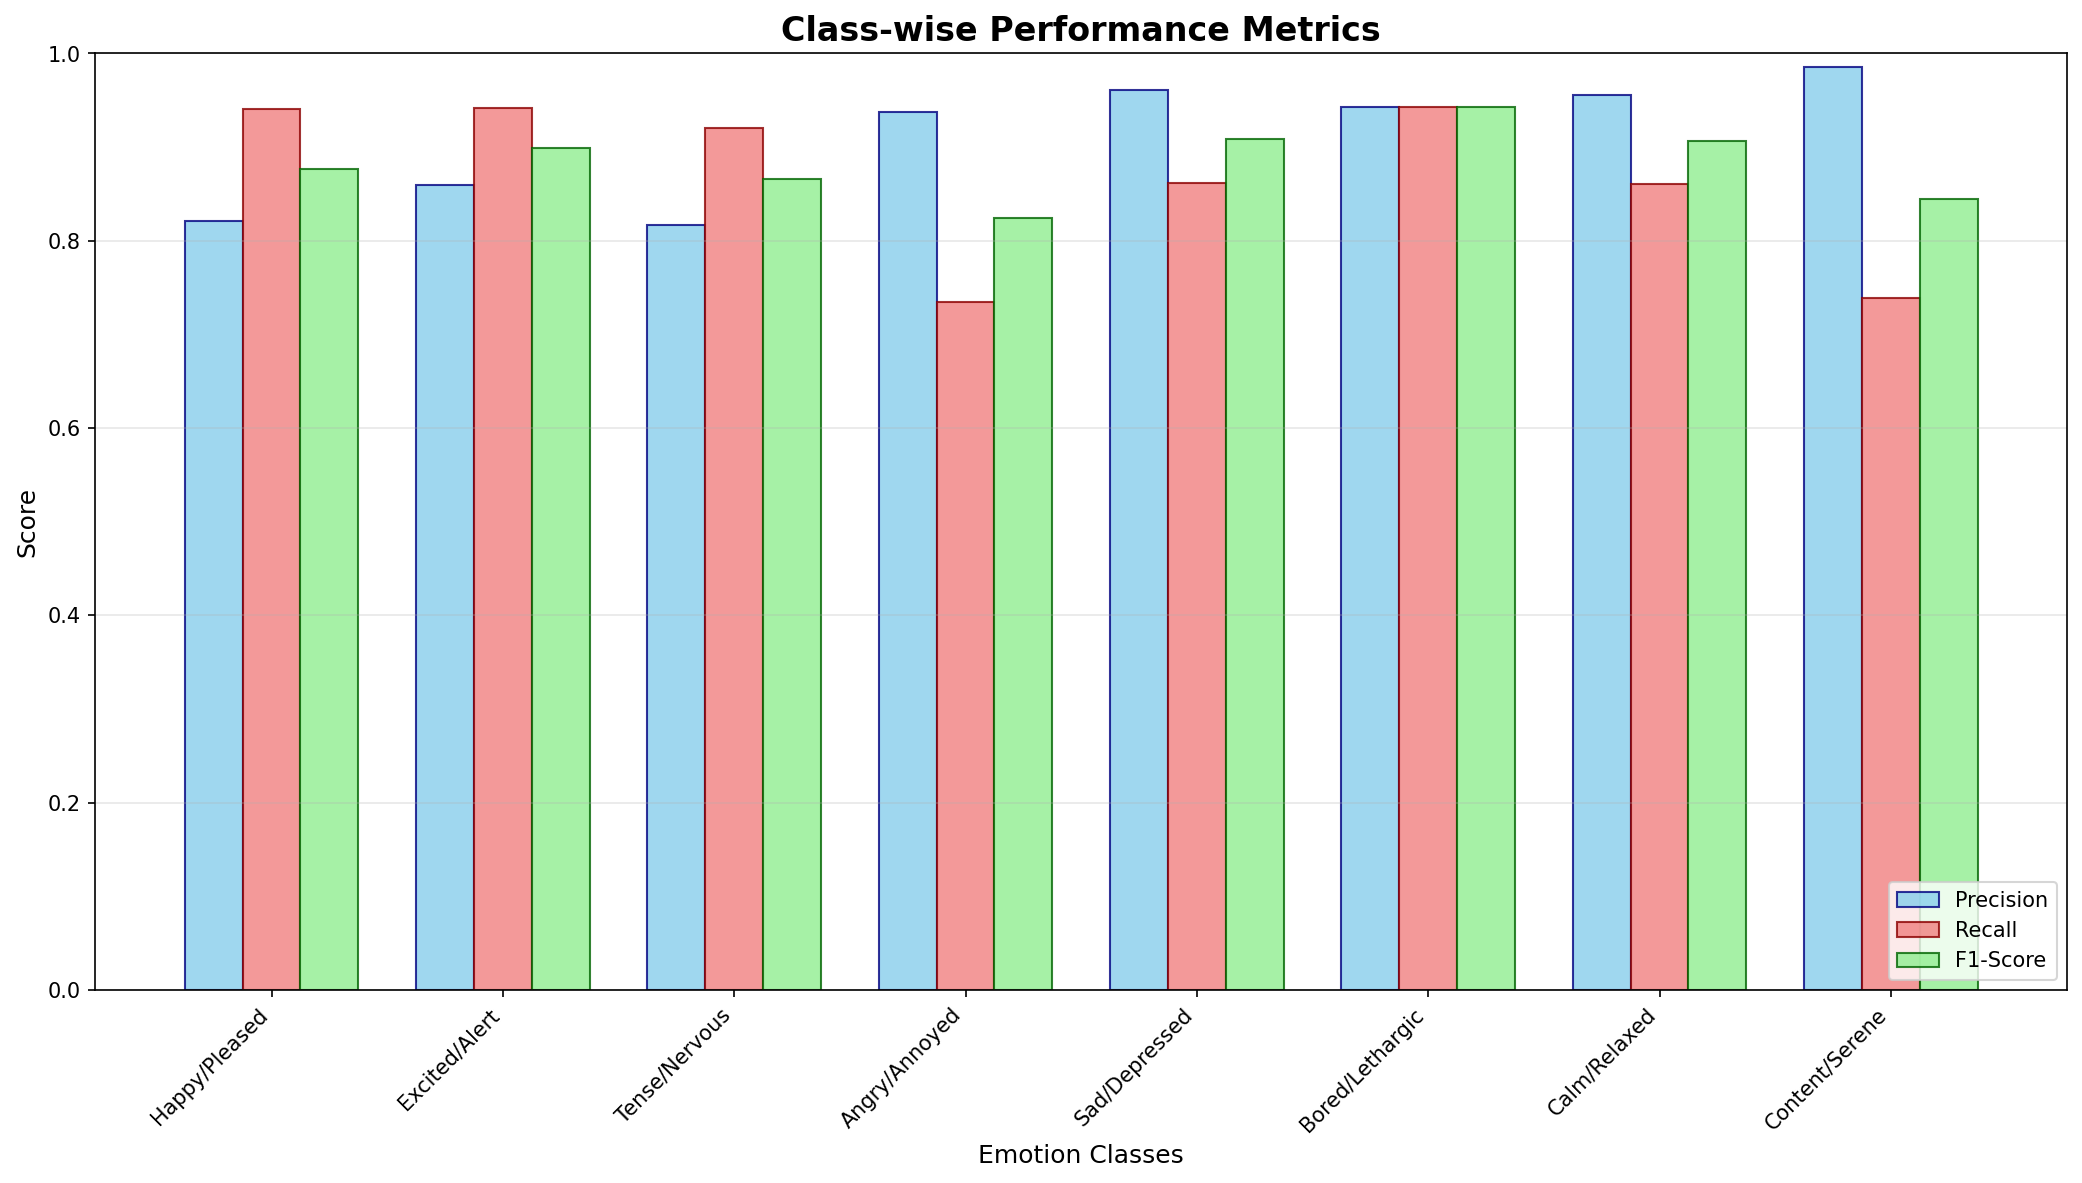 Class-wise Performance Metrics
1.0
0.8
0.6
0.4
0.2
0.0
Score
Precision
Recall
F1-Score
Happy/Pleased
Excited/Alert
Tense/Nervous
Angry/Annoyed
Sad/Depressed
Bored/Lethargic
Calm/Relaxed
Content/Serene
Emotion Classes